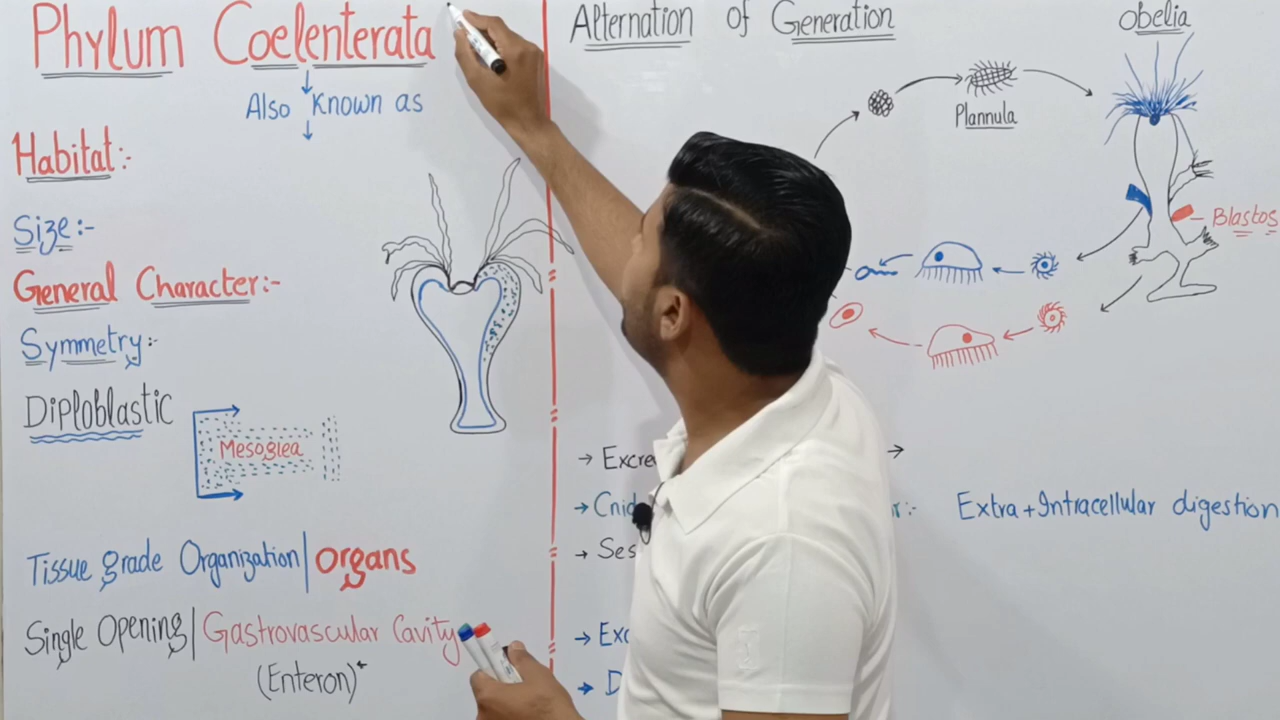 Phylum Coelenterata
Also known as
Habitat:-
Size:-
General Character:-
Symmetry:-
Diploblastic
Mesoglea
Tissue grade Organization | organs
Single Opening | Gastrovascular Cavity
(Enteron)
Alternation of Generation
obelia
Plannula
Blastos
→ Excre →
→ Cnid r:- Extra + Intracellular digestion
→ Ses
→ Exc
→ D